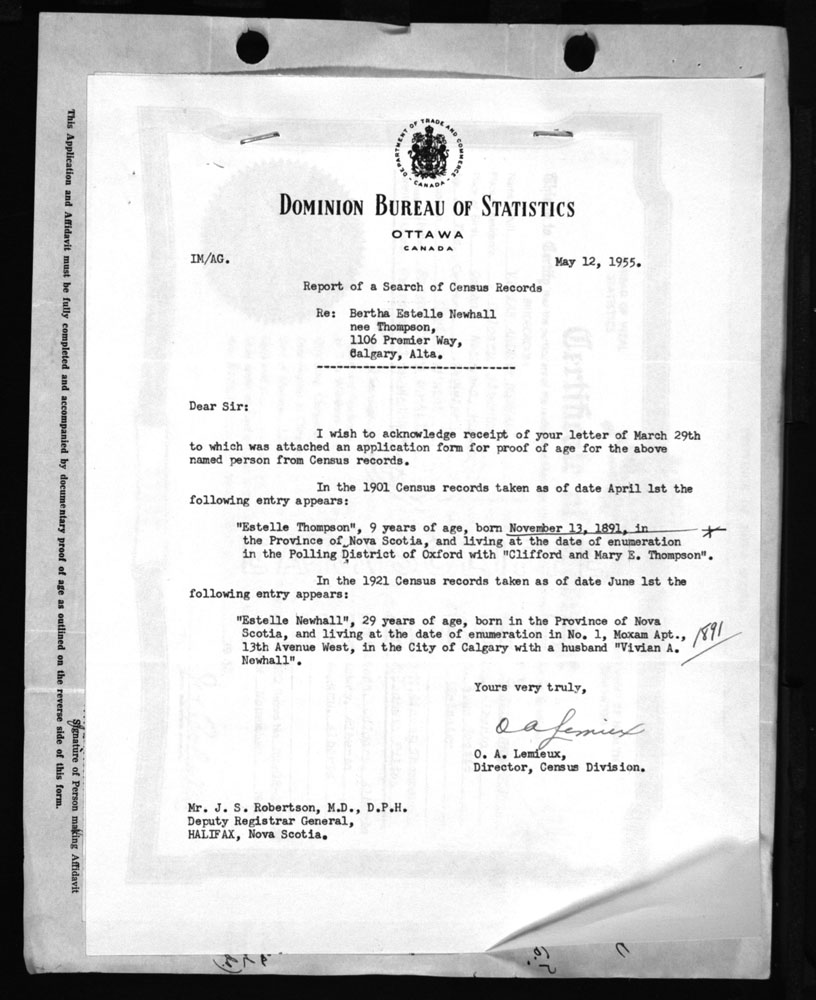 This Application and Affidavit must be fully completed and accompanied by documentary proof of age as outlined on the reverse side of this form.
Signature of Person making Affidavit
DEPARTMENT OF TRADE AND COMMERCE
· CANADA ·
DOMINION BUREAU OF STATISTICS
OTTAWA
CANADA
IM/AG.
May 12, 1955.
Report of a Search of Census Records
Re: Bertha Estelle Newhall
nee Thompson,
1106 Premier Way,
Calgary, Alta.
------------------------------
Dear Sir:
I wish to acknowledge receipt of your letter of March 29th
to which was attached an application form for proof of age for the above
named person from Census records.
In the 1901 Census records taken as of date April 1st the
following entry appears:
"Estelle Thompson", 9 years of age, born November 13, 1891, in
the Province of Nova Scotia, and living at the date of enumeration
in the Polling District of Oxford with "Clifford and Mary E. Thompson".
In the 1921 Census records taken as of date June 1st the
following entry appears:
"Estelle Newhall", 29 years of age, born in the Province of Nova
Scotia, and living at the date of enumeration in No. 1, Moxam Apt.,
13th Avenue West, in the City of Calgary with a husband "Vivian A.
Newhall".
1891
Yours very truly,
O A Lemieux
O. A. Lemieux,
Director, Census Division.
Mr. J. S. Robertson, M.D., D.P.H.
Deputy Registrar General,
HALIFAX, Nova Scotia.